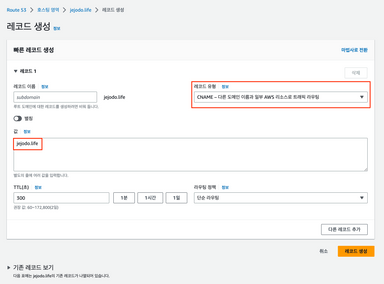 Route 53 > 호스팅 영역 > jejodo.life > 레코드 생성
레코드 생성 정보
빠른 레코드 생성
마법사로 전환
▼ 레코드 1
삭제
레코드 이름 정보
subdomain
jejodo.life
루트 도메인에 대한 레코드를 생성하려면 비워 둡니다.
레코드 유형 정보
CNAME – 다른 도메인 이름과 일부 AWS 리소스로 트래픽 라우팅
별칭
값 정보
jejodo.life
별도의 줄에 여러 값을 입력합니다.
TTL(초) 정보
300
1분
1시간
1일
권장 값: 60~172,800(2일)
라우팅 정책 정보
단순 라우팅
다른 레코드 추가
취소
레코드 생성
▶ 기존 레코드 보기
다음 표에는 jejodo.life의 기존 레코드가 나열되어 있습니다.